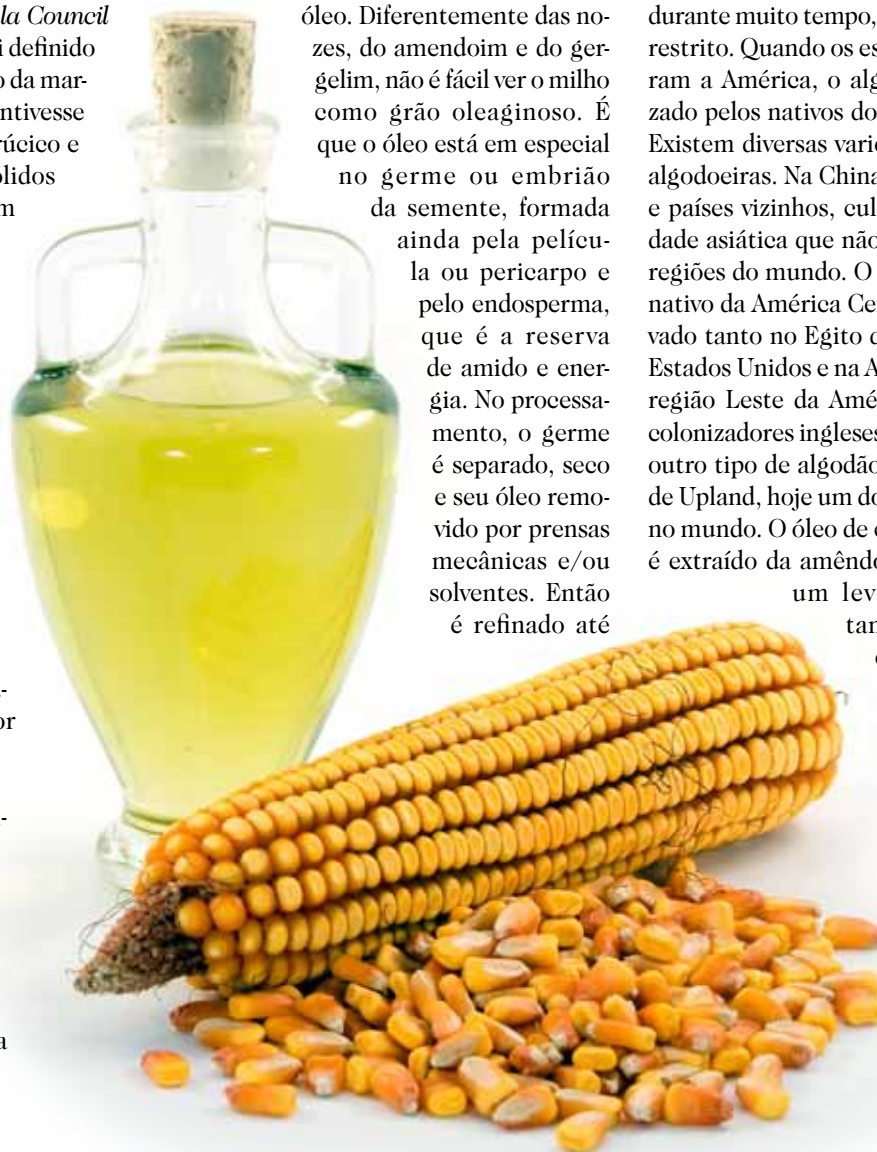 la Council
i definido
o da mar-
ntivesse
rúcico e
lidos
m
-
or
-
a
óleo. Diferentemente das no-
zes, do amendoim e do ger-
gelim, não é fácil ver o milho
como grão oleaginoso. É
que o óleo está em especial
no germe ou embrião
da semente, formada
ainda pela pelícu-
la ou pericarpo e
pelo endosperma,
que é a reserva
de amido e ener-
gia. No processa-
mento, o germe
é separado, seco
e seu óleo remo-
vido por prensas
mecânicas e/ou
solventes. Então
é refinado até
durante muito tempo,
restrito. Quando os es
ram a América, o alg
zado pelos nativos do
Existem diversas vari
algodoeiras. Na China
e países vizinhos, cul
dade asiática que não
regiões do mundo. O
nativo da América Ce
vado tanto no Egito
Estados Unidos e na A
região Leste da Amé
colonizadores ingleses
outro tipo de algodão
de Upland, hoje um do
no mundo. O óleo de
é extraído da amêndo
um lev
tan